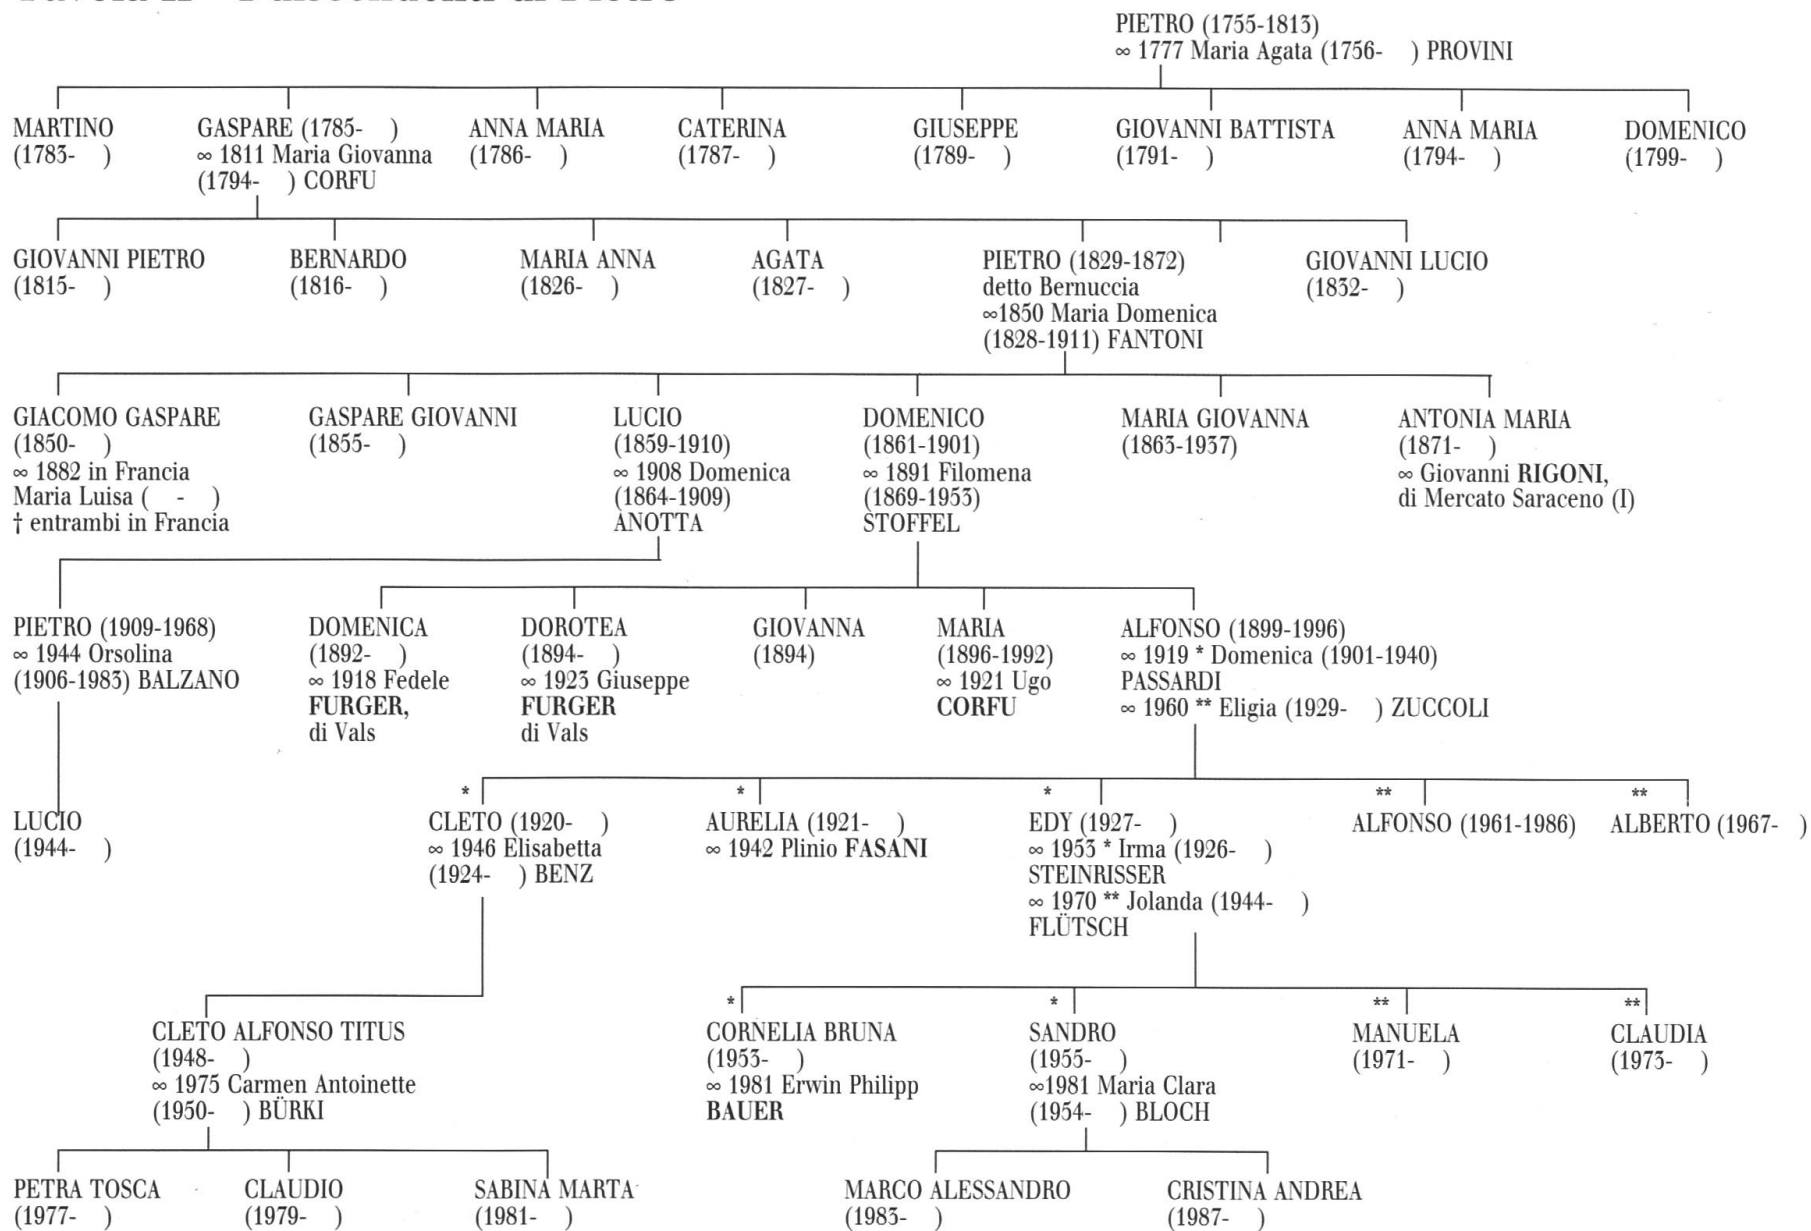 Tavola II di Pietro
PIETRO (1755-1813)
∞ 1777 Maria Agata (1756- ) PROVINI
MARTINO
(1783- )
GASPARE (1785- )
∞ 1811 Maria Giovanna
(1794- ) CORFU
ANNA MARIA
(1786- )
CATERINA
(1787- )
GIUSEPPE
(1789- )
GIOVANNI BATTISTA
(1791- )
ANNA MARIA
(1794- )
DOMENICO
(1799- )
GIOVANNI PIETRO
(1815- )
BERNARDO
(1816- )
MARIA ANNA
(1826- )
AGATA
(1827- )
PIETRO (1829-1872)
detto Bernuccia
∞1850 Maria Domenica
(1828-1911) FANTONI
GIOVANNI LUCIO
(1832- )
GIACOMO GASPARE
(1850- )
∞ 1882 in Francia
Maria Luisa ( - )
† entrambi in Francia
GASPARE GIOVANNI
(1855- )
LUCIO
(1859-1910)
∞ 1908 Domenica
(1864-1909)
ANOTTA
DOMENICO
(1861-1901)
∞ 1891 Filomena
(1869-1953)
STOFFEL
MARIA GIOVANNA
(1863-1937)
ANTONIA MARIA
(1871- )
∞ Giovanni RIGONI,
di Mercato Saraceno (I)
PIETRO (1909-1968)
∞ 1944 Orsolina
(1906-1983) BALZANO
DOMENICA
(1892- )
∞ 1918 Fedele
FURGER,
di Vals
DOROTEA
(1894- )
∞ 1923 Giuseppe
FURGER
di Vals
GIOVANNA
(1894)
MARIA
(1896-1992)
∞ 1921 Ugo
CORFU
ALFONSO (1899-1996)
∞ 1919 * Domenica (1901-1940)
PASSARDI
∞ 1960 ** Eligia (1929- ) ZUCCOLI
LUCIO
(1944- )
*
CLETO (1920- )
∞ 1946 Elisabetta
(1924- ) BENZ
*
AURELIA (1921- )
∞ 1942 Plinio FASANI
*
EDY (1927- )
∞ 1953 * Irma (1926- )
STEINRISSER
∞ 1970 ** Jolanda (1944- )
FLÜTSCH
**
ALFONSO (1961-1986)
**
ALBERTO (1967- )
CLETO ALFONSO TITUS
(1948- )
∞ 1975 Carmen Antoinette
(1950- ) BÜRKI
*
CORNELIA BRUNA
(1953- )
∞ 1981 Erwin Philipp
BAUER
*
SANDRO
(1955- )
∞1981 Maria Clara
(1954- ) BLOCH
**
MANUELA
(1971- )
**
CLAUDIA
(1973- )
PETRA TOSCA
(1977- )
CLAUDIO
(1979- )
SABINA MARTA
(1981- )
MARCO ALESSANDRO
(1983- )
CRISTINA ANDREA
(1987- )